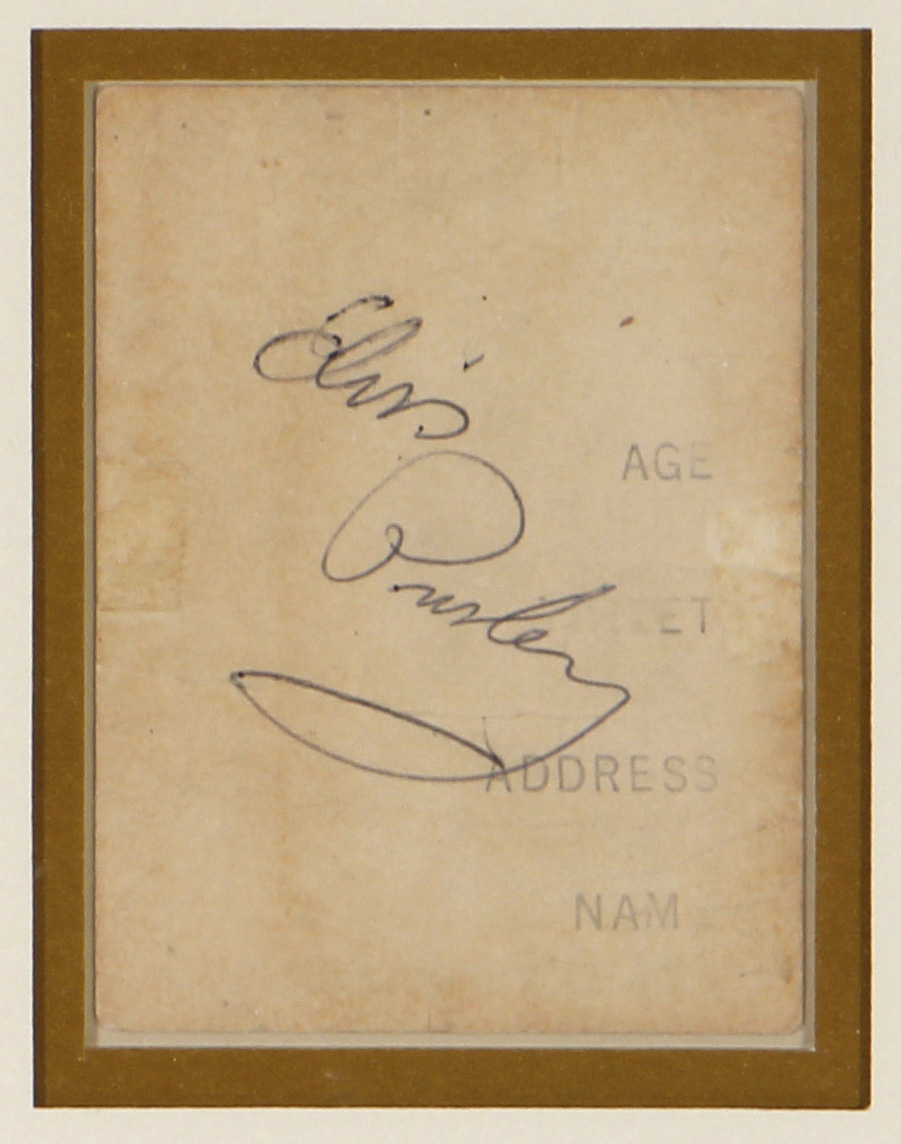 Elvis
Presley
AGE
ET
ADDRESS
NAM